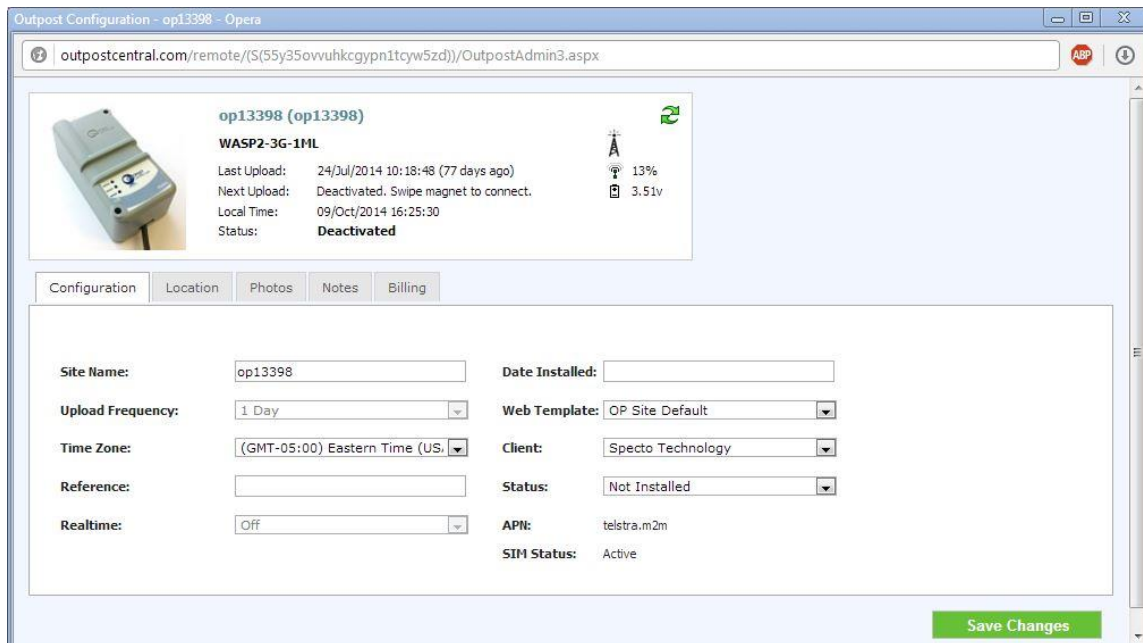 Outpost Configuration - op13398 - Opera
outpostcentral.com/remote/(S(55y35ovvuhkcgypn1tcyw5zd))/OutpostAdmin3.aspx
ABP
op13398 (op13398)
WASP2-3G-1ML
Last Upload: 24/Jul/2014 10:18:48 (77 days ago) 13%
Next Upload: Deactivated. Swipe magnet to connect. 3.51v
Local Time: 09/Oct/2014 16:25:30
Status: Deactivated
Configuration Location Photos Notes Billing
Site Name: op13398 Date Installed:
Upload Frequency: 1 Day Web Template: OP Site Default
Time Zone: (GMT-05:00) Eastern Time (US, Client: Specto Technology
Reference: Status: Not Installed
Realtime: Off APN: telstra.m2m
SIM Status: Active
Save Changes